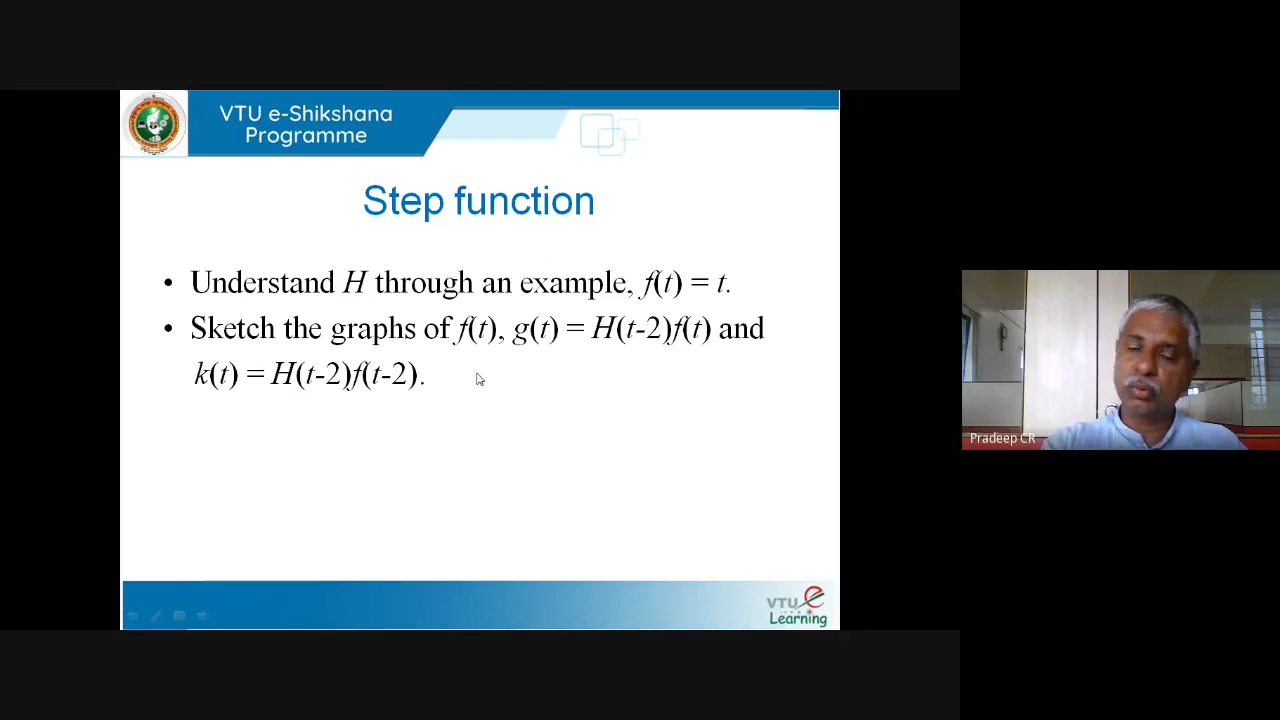 VTU e-Shikshana
Programme
Step function
• Understand H through an example, f(t) = t.
• Sketch the graphs of f(t), g(t) = H(t-2)f(t) and
k(t) = H(t-2)f(t-2).
Pradeep CR
VTU e
Learning